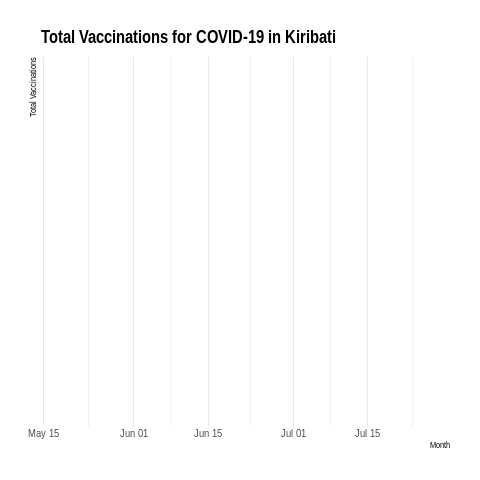 Total Vaccinations for COVID-19 in Kiribati
Total Vaccinations
May 15 Jun 01 Jun 15 Jul 01 Jul 15
Month